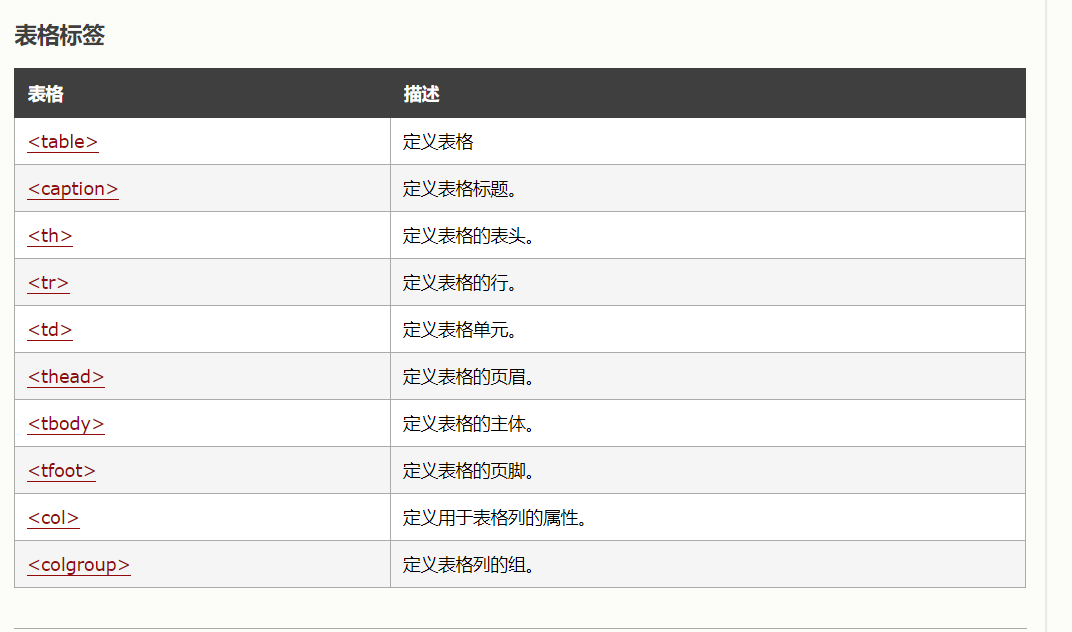 表格标签
表格 描述
<table> 定义表格
<caption> 定义表格标题。
<th> 定义表格的表头。
<tr> 定义表格的行。
<td> 定义表格单元。
<thead> 定义表格的页眉。
<tbody> 定义表格的主体。
<tfoot> 定义表格的页脚。
<col> 定义用于表格列的属性。
<colgroup> 定义表格列的组。